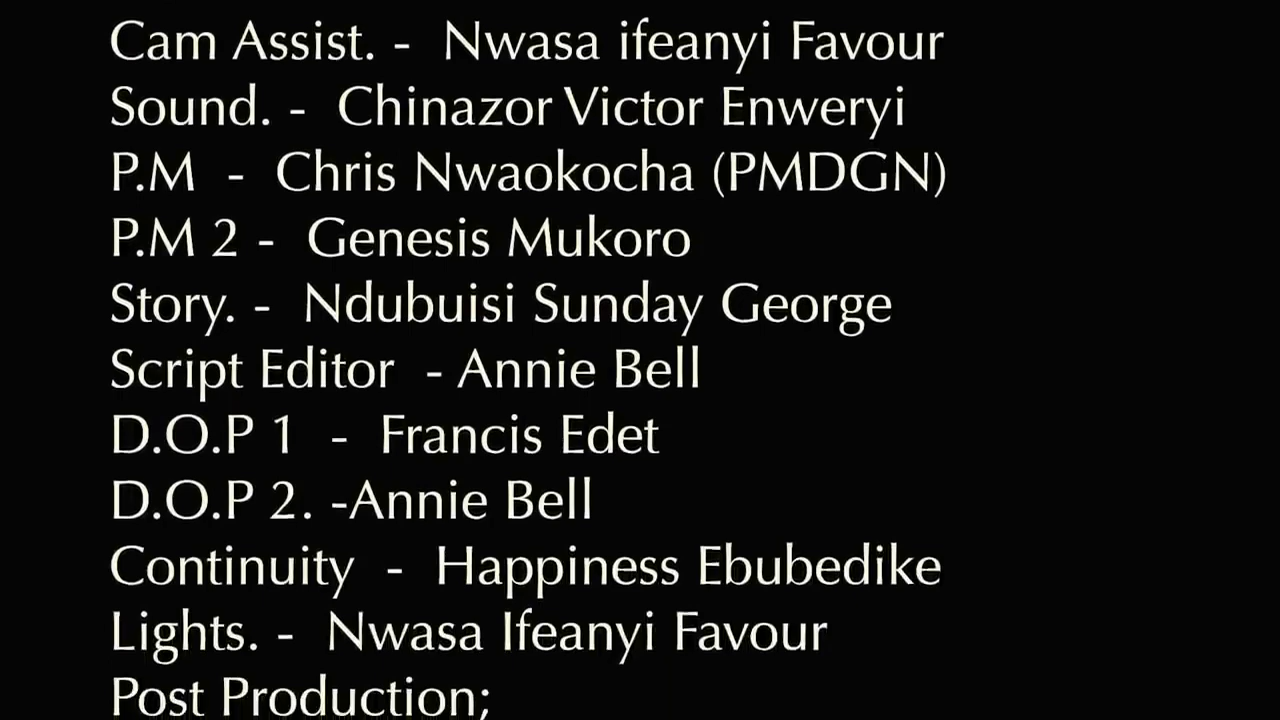 Cam Assist. -  Nwasa ifeanyi Favour
Sound. -  Chinazor Victor Enweryi
P.M  -  Chris Nwaokocha (PMDGN)
P.M 2 -  Genesis Mukoro
Story. -  Ndubuisi Sunday George
Script Editor  - Annie Bell
D.O.P 1  -  Francis Edet
D.O.P 2. -Annie Bell
Continuity  -  Happiness Ebubedike
Lights. -  Nwasa Ifeanyi Favour
Post Production;